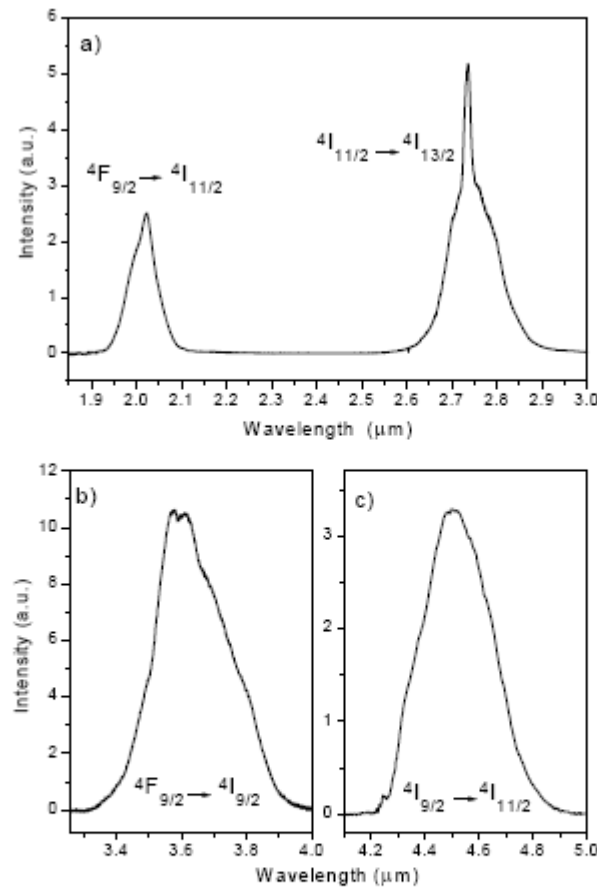 a)
⁴F₉/₂ → ⁴I₁₁/₂
⁴I₁₁/₂ → ⁴I₁₃/₂
Intensity (a.u.)
6
5
4
3
2
1
0
1.9 2.0 2.1 2.2 2.3 2.4 2.5 2.6 2.7 2.8 2.9 3.0
Wavelength (μm)
b)
⁴F₉/₂ → ⁴I₉/₂
Intensity (a.u.)
12
10
8
6
4
2
0
3.4 3.6 3.8 4.0
c)
⁴I₉/₂ → ⁴I₁₁/₂
3
2
1
0
4.2 4.4 4.6 4.8 5.0
Wavelength (μm)